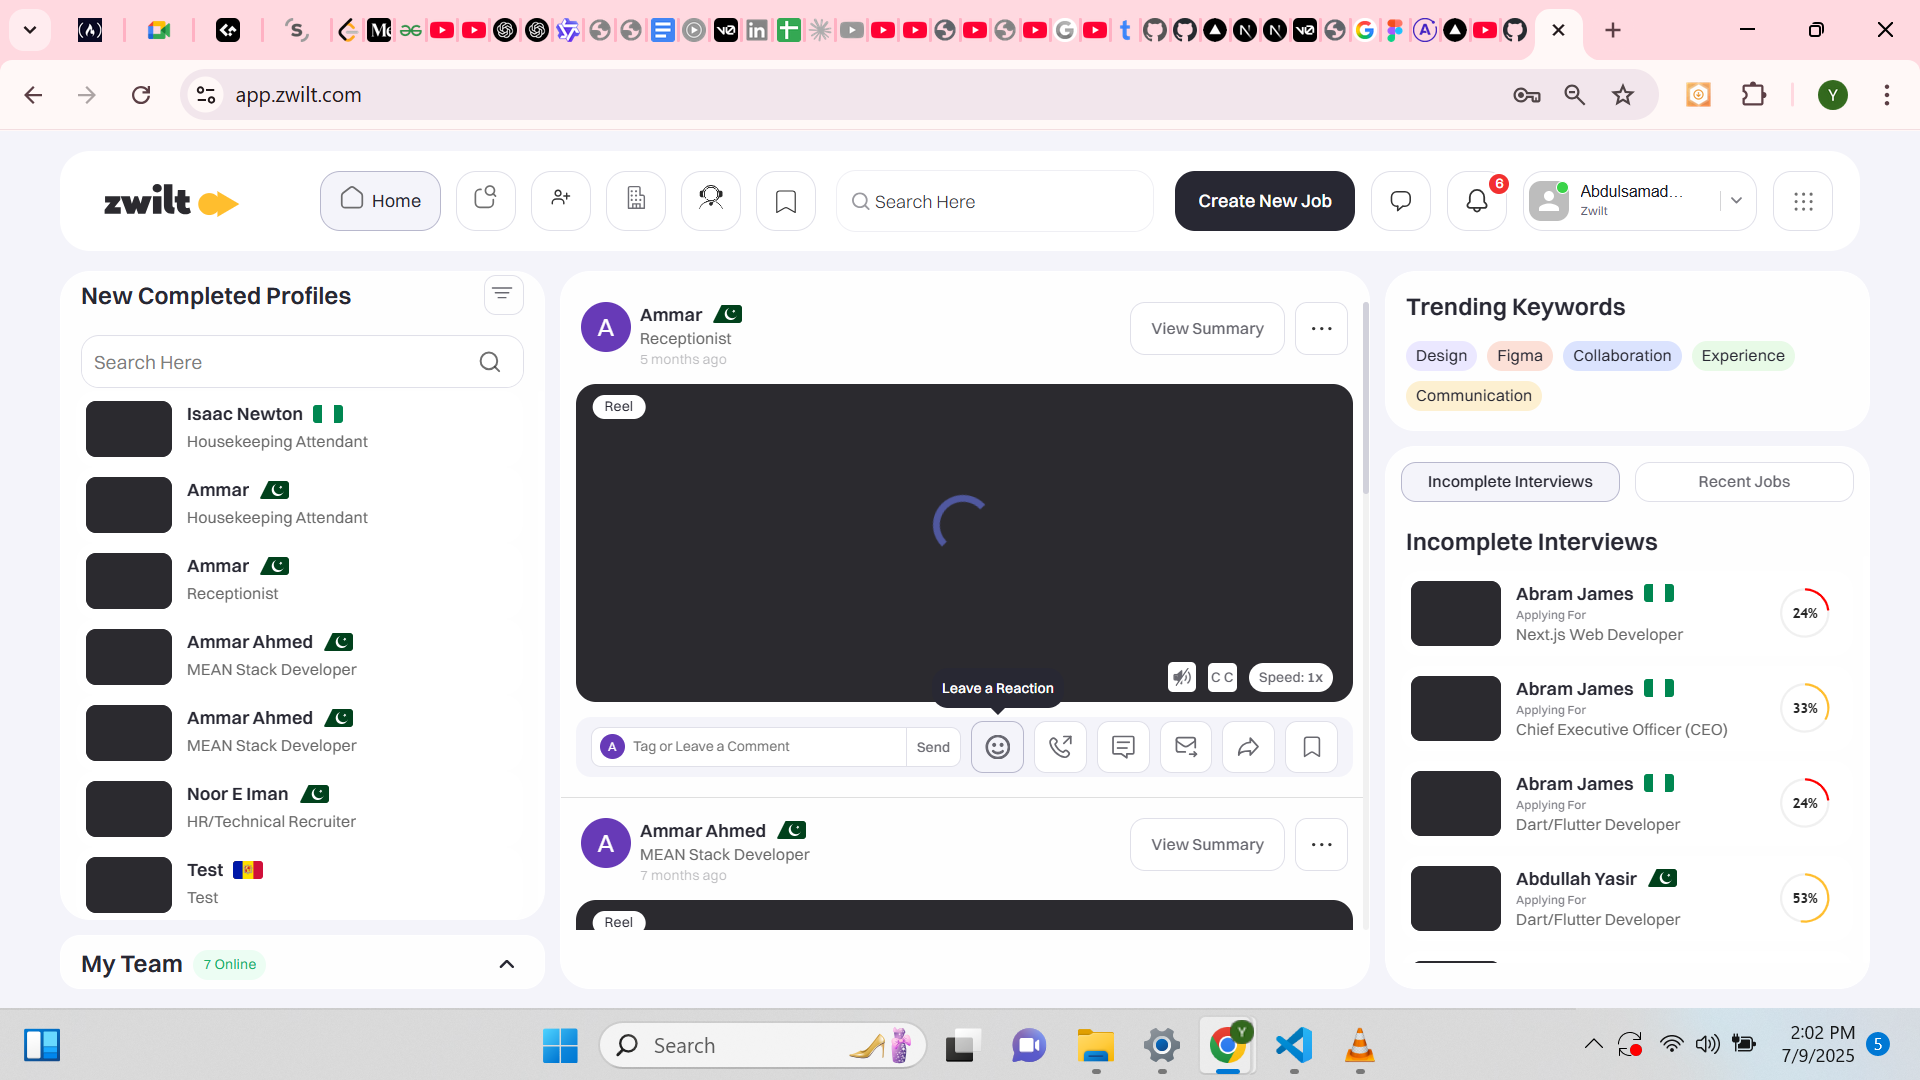 app.zwilt.com
Y
zwilt
Home
Search Here
Create New Job
6
Abdulsamad...
Zwilt
New Completed Profiles
Search Here
Isaac Newton
Housekeeping Attendant
Ammar
Housekeeping Attendant
Ammar
Receptionist
Ammar Ahmed
MEAN Stack Developer
Ammar Ahmed
MEAN Stack Developer
Noor E Iman
HR/Technical Recruiter
Test
Test
My Team
7 Online
A
Ammar
Receptionist
5 months ago
View Summary
Reel
CC
Speed: 1x
Leave a Reaction
A
Tag or Leave a Comment
Send
A
Ammar Ahmed
MEAN Stack Developer
7 months ago
View Summary
Reel
Trending Keywords
Design
Figma
Collaboration
Experience
Communication
Incomplete Interviews
Recent Jobs
Incomplete Interviews
Abram James
Applying For
Next.js Web Developer
24%
Abram James
Applying For
Chief Executive Officer (CEO)
33%
Abram James
Applying For
Dart/Flutter Developer
24%
Abdullah Yasir
Applying For
Dart/Flutter Developer
53%
Search
Y
2:02 PM
7/9/2025
5